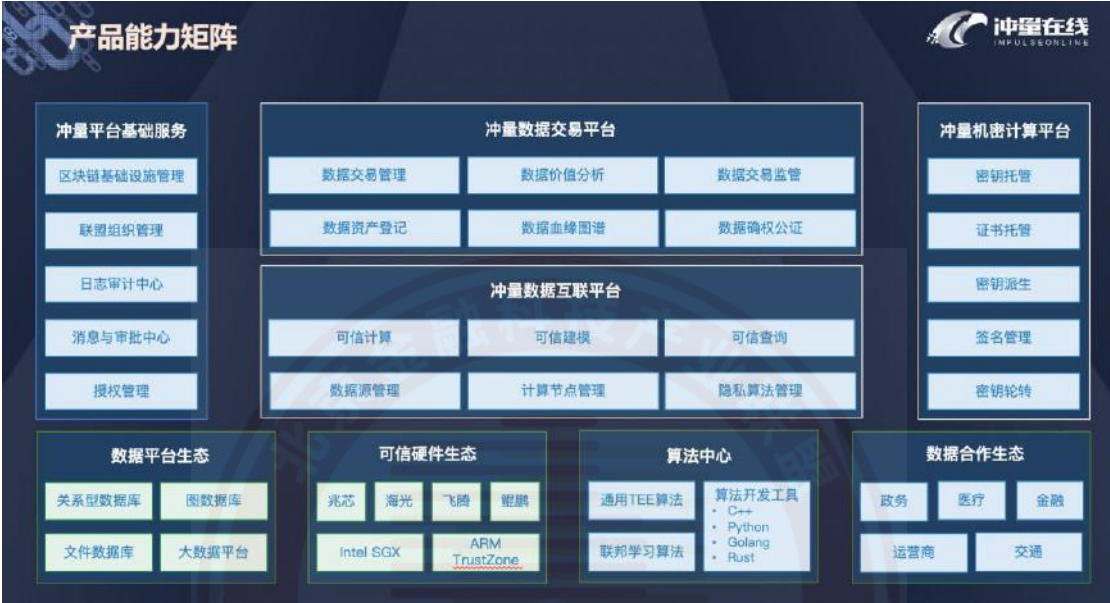 产品能力矩阵
冲量在线
IMPULSEONLINE
冲量平台基础服务
区块链基础设施管理
联盟组织管理
日志审计中心
消息与审批中心
授权管理
冲量数据交易平台
数据交易管理
数据价值分析
数据交易监管
数据资产登记
数据血缘图谱
数据确权公证
冲量数据互联平台
可信计算
可信建模
可信查询
数据源管理
计算节点管理
隐私算法管理
冲量机密计算平台
密钥托管
证书托管
密钥派生
签名管理
密钥轮转
数据平台生态
关系型数据库
图数据库
文件数据库
大数据平台
可信硬件生态
兆芯
海光
飞腾
鲲鹏
Intel SGX
ARM
TrustZone
算法中心
通用TEE算法
联邦学习算法
算法开发工具
• C++
• Python
• Golang
• Rust
数据合作生态
政务
医疗
金融
运营商
交通
北京金融科技产业联盟